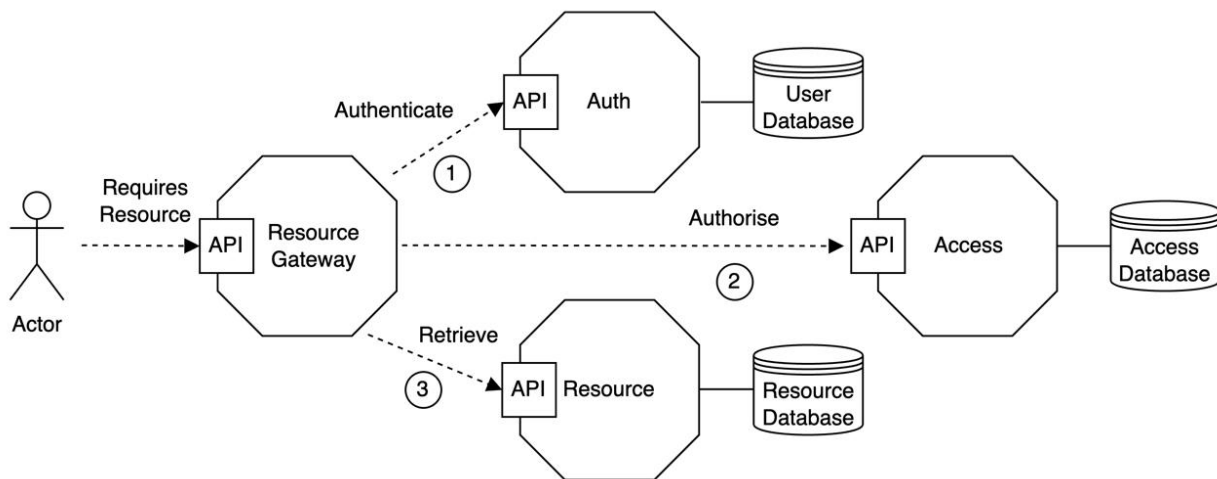 API
Auth
User
Database
Authenticate
1
Requires
Resource
API
Resource
Gateway
Authorise
2
API
Access
Access
Database
Actor
Retrieve
3
API
Resource
Resource
Database